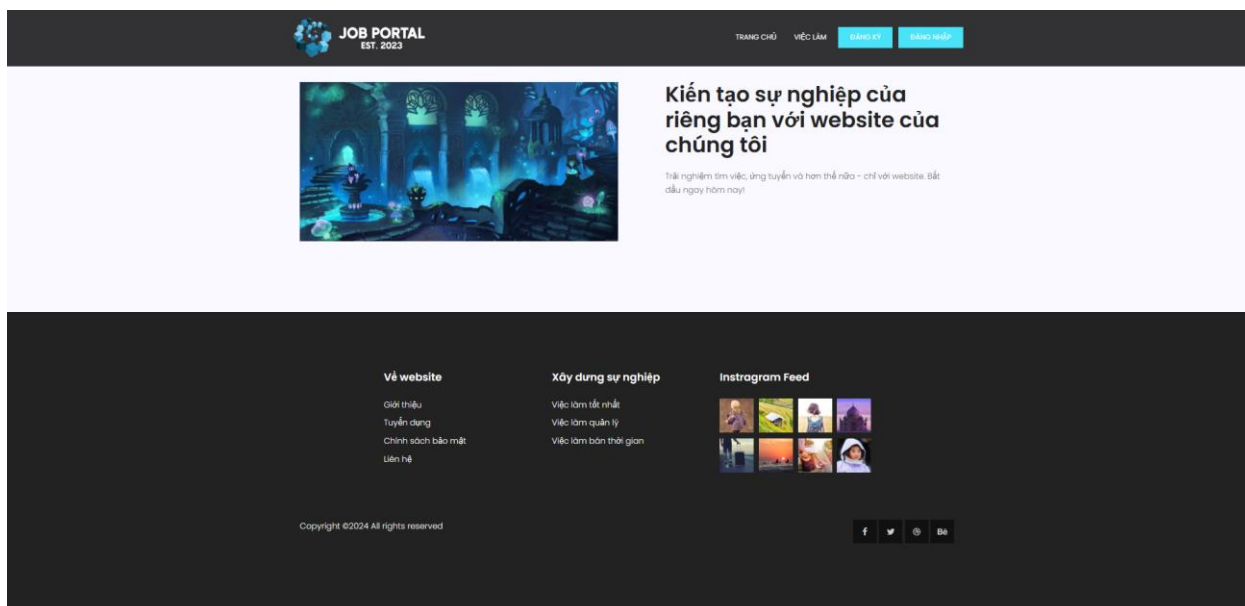 JOB PORTAL
EST. 2023
TRANG CHỦ VIỆC LÀM ĐĂNG KÝ ĐĂNG NHẬP
Kiến tạo sự nghiệp của
riêng bạn với website của
chúng tôi
Trải nghiệm tìm việc, ứng tuyển và hơn thế nữa - chỉ với website. Bắt
đầu ngay hôm nay!
Về website
Giới thiệu
Tuyển dụng
Chính sách bảo mật
Liên hệ
Xây dưng sự nghiệp
Việc làm tốt nhất
Việc làm quản lý
Việc làm bán thời gian
Instragram Feed
Copyright ©2024 All rights reserved